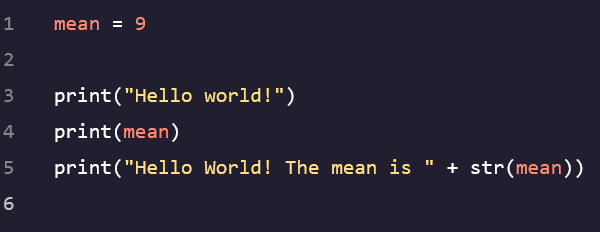 1 mean = 9
2
3 print("Hello world!")
4 print(mean)
5 print("Hello World! The mean is " + str(mean))
6